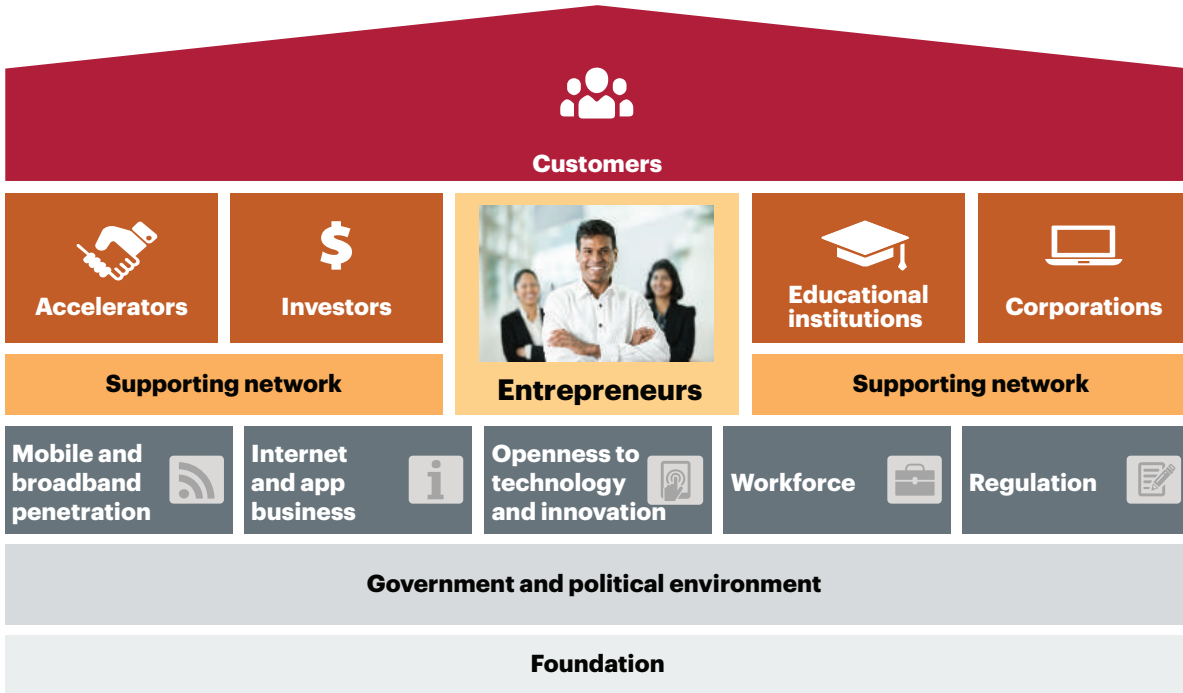 Customers
Accelerators
Investors
Educational
institutions
Corporations
Supporting network
Entrepreneurs
Supporting network
Mobile and
broadband
penetration
Internet
and app
business
Openness to
technology
and innovation
Workforce
Regulation
Government and political environment
Foundation